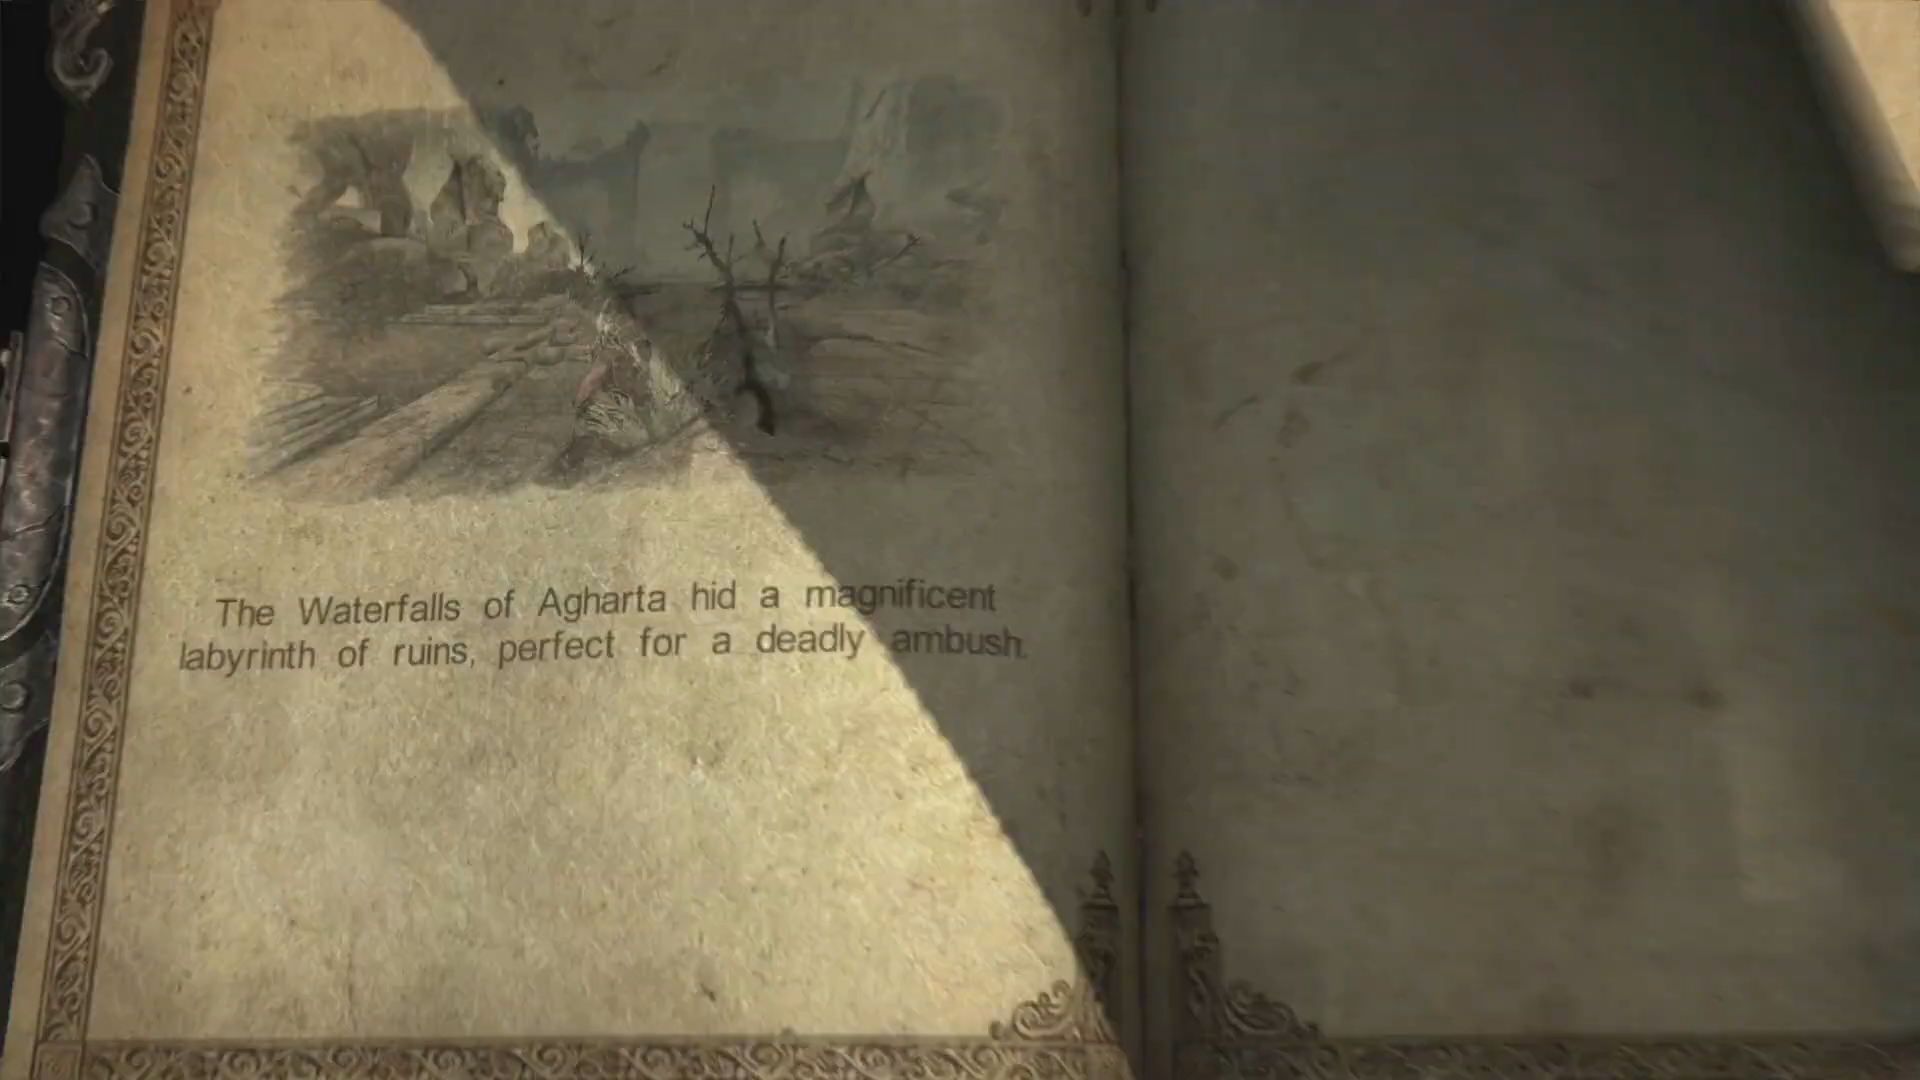 The Waterfalls of Agharta hid a magnificent
labyrinth of ruins, perfect for a deadly ambush.